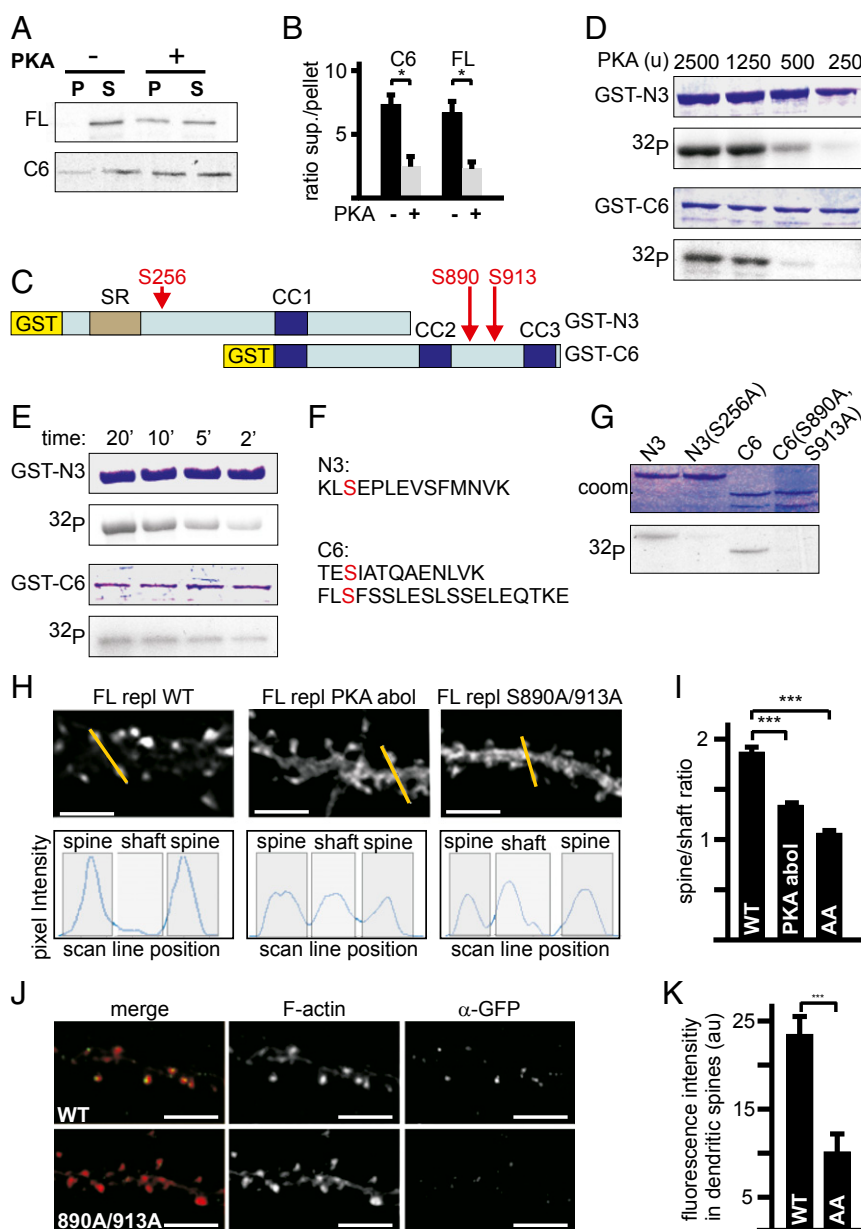 A
PKA - +
P S P S
FL
C6
B
C6 FL
* *
10
5
ratio sup./pellet
PKA - + - +
D
PKA (u) 2500 1250 500 250
GST-N3
32P
GST-C6
32P
C
S256 S890 S913
SR CC1
GST GST-N3
CC2 CC3
GST GST-C6
E
time: 20’ 10’ 5’ 2’
GST-N3
32P
GST-C6
32P
F
N3:
KLSEPLEVSFMNVK
C6:
TESIATQAENLVK
FLSFSSLESLSSELEQTKE
G
N3 N3(S256A) C6 C6(S890A,
S913A)
coom.
32P
H
FL repl WT FL repl PKA abol FL repl S890A/913A
spine shaft spine spine shaft spine spine shaft spine
pixel Intensity
scan line position scan line position scan line position
I
*** 
***
2
1
spine/shaft ratio
WT PKA abol AA
J
merge F-actin α-GFP
WT
890A/913A
K
***
25
15
5
fluorescence intensitiy
in dendritic spines (au)
WT AA